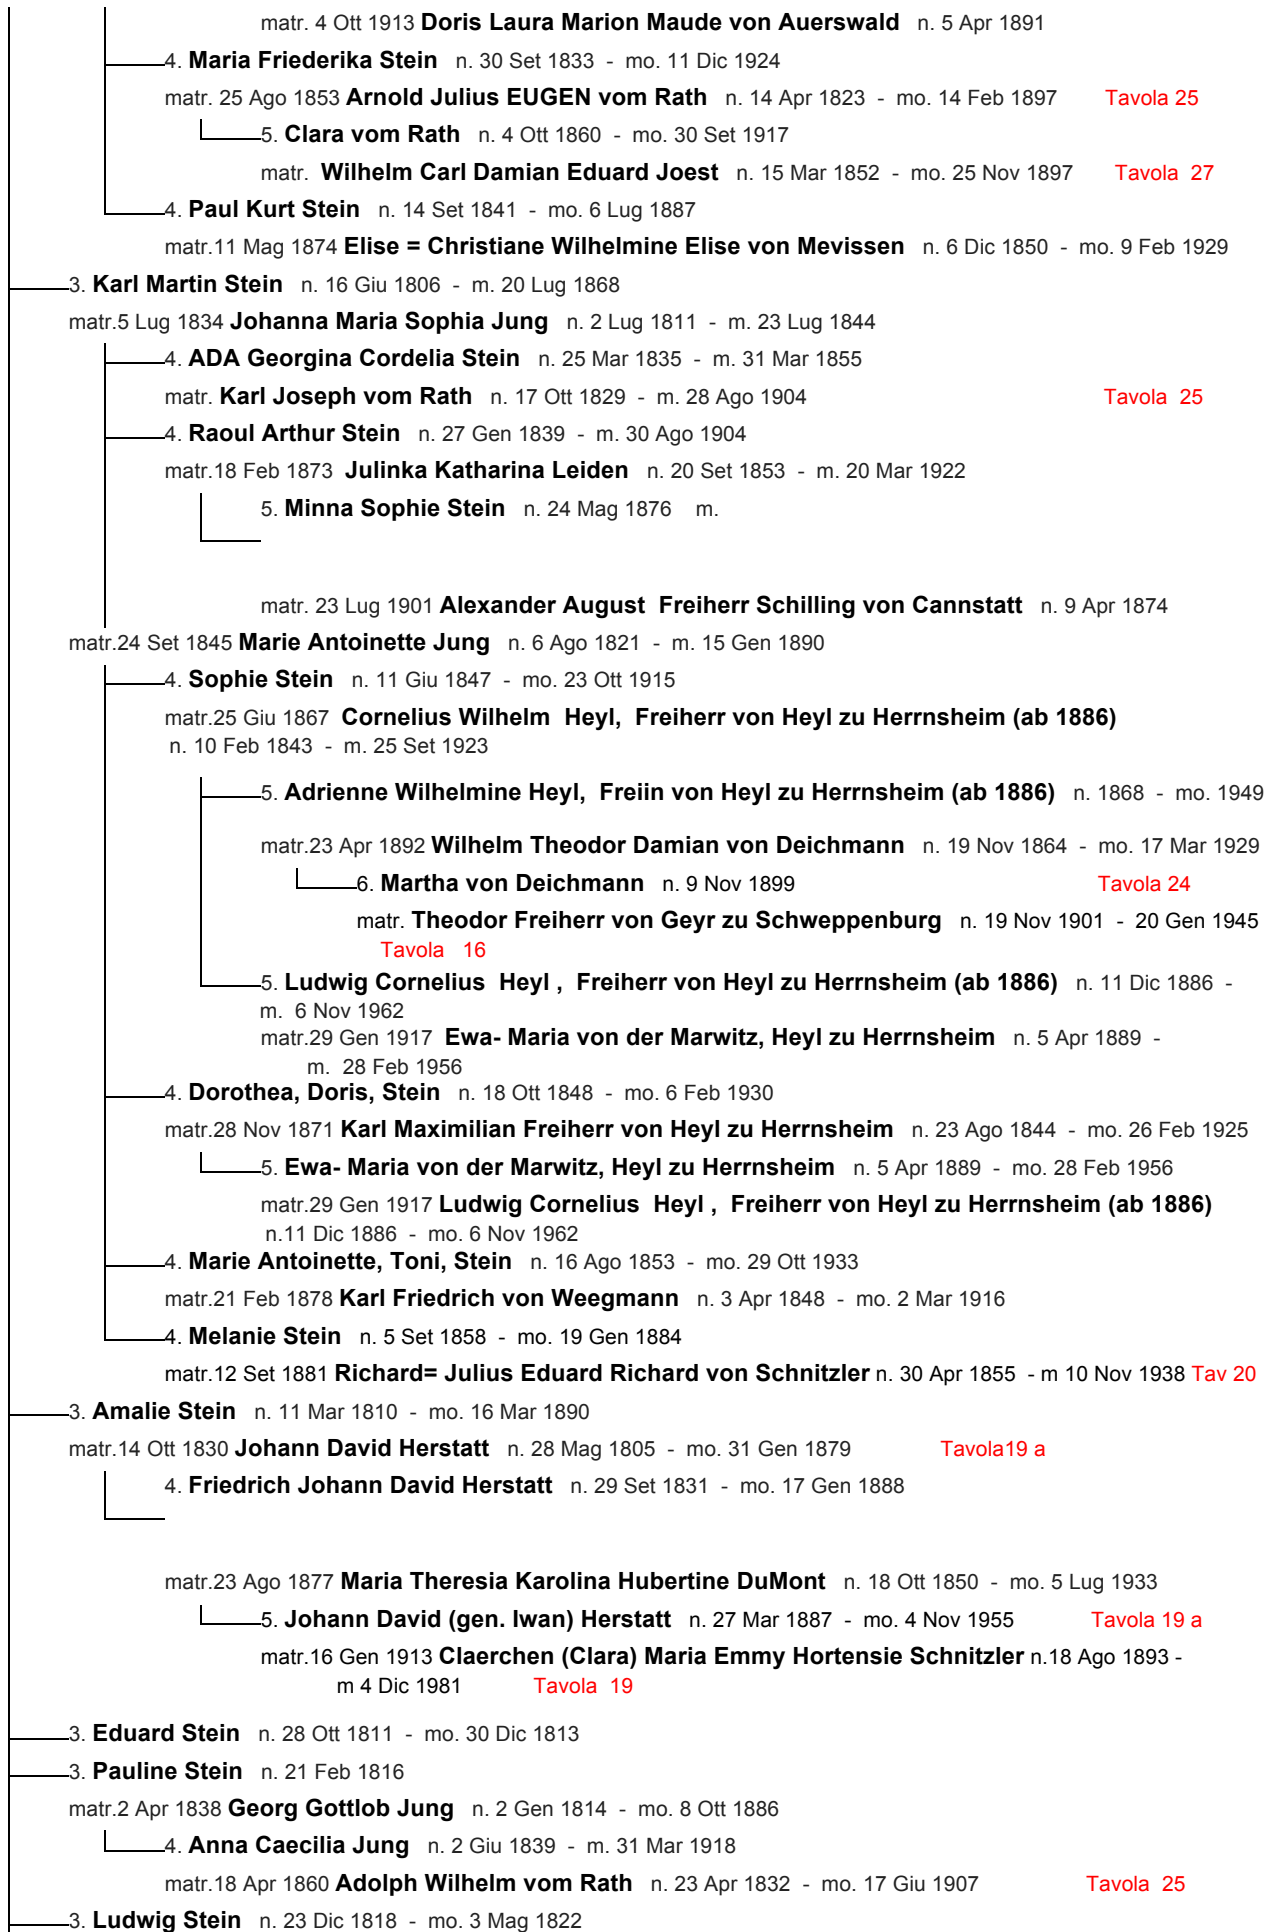 matr. 4 Ott 1913 Doris Laura Marion Maude von Auerswald n. 5 Apr 1891
4. Maria Friederika Stein n. 30 Set 1833 - mo. 11 Dic 1924
matr. 25 Ago 1853 Arnold Julius EUGEN vom Rath n. 14 Apr 1823 - mo. 14 Feb 1897 Tavola 25
5. Clara vom Rath n. 4 Ott 1860 - mo. 30 Set 1917
matr. Wilhelm Carl Damian Eduard Joest n. 15 Mar 1852 - mo. 25 Nov 1897 Tavola 27
4. Paul Kurt Stein n. 14 Set 1841 - mo. 6 Lug 1887
matr.11 Mag 1874 Elise = Christiane Wilhelmine Elise von Mevissen n. 6 Dic 1850 - mo. 9 Feb 1929
3. Karl Martin Stein n. 16 Giu 1806 - m. 20 Lug 1868
matr.5 Lug 1834 Johanna Maria Sophia Jung n. 2 Lug 1811 - m. 23 Lug 1844
4. ADA Georgina Cordelia Stein n. 25 Mar 1835 - m. 31 Mar 1855
matr. Karl Joseph vom Rath n. 17 Ott 1829 - m. 28 Ago 1904 Tavola 25
4. Raoul Arthur Stein n. 27 Gen 1839 - m. 30 Ago 1904
matr.18 Feb 1873 Julinka Katharina Leiden n. 20 Set 1853 - m. 20 Mar 1922
5. Minna Sophie Stein n. 24 Mag 1876 m.
matr. 23 Lug 1901 Alexander August Freiherr Schilling von Cannstatt n. 9 Apr 1874
matr.24 Set 1845 Marie Antoinette Jung n. 6 Ago 1821 - m. 15 Gen 1890
4. Sophie Stein n. 11 Giu 1847 - mo. 23 Ott 1915
matr.25 Giu 1867 Cornelius Wilhelm Heyl, Freiherr von Heyl zu Herrnsheim (ab 1886)
n. 10 Feb 1843 - m. 25 Set 1923
5. Adrienne Wilhelmine Heyl, Freiin von Heyl zu Herrnsheim (ab 1886) n. 1868 - mo. 1949
matr.23 Apr 1892 Wilhelm Theodor Damian von Deichmann n. 19 Nov 1864 - mo. 17 Mar 1929
6. Martha von Deichmann n. 9 Nov 1899 Tavola 24
matr. Theodor Freiherr von Geyr zu Schweppenburg n. 19 Nov 1901 - 20 Gen 1945
Tavola 16
5. Ludwig Cornelius Heyl , Freiherr von Heyl zu Herrnsheim (ab 1886) n. 11 Dic 1886 -
m. 6 Nov 1962
matr.29 Gen 1917 Ewa- Maria von der Marwitz, Heyl zu Herrnsheim n. 5 Apr 1889 -
m. 28 Feb 1956
4. Dorothea, Doris, Stein n. 18 Ott 1848 - mo. 6 Feb 1930
matr.28 Nov 1871 Karl Maximilian Freiherr von Heyl zu Herrnsheim n. 23 Ago 1844 - mo. 26 Feb 1925
5. Ewa- Maria von der Marwitz, Heyl zu Herrnsheim n. 5 Apr 1889 - mo. 28 Feb 1956
matr.29 Gen 1917 Ludwig Cornelius Heyl , Freiherr von Heyl zu Herrnsheim (ab 1886)
n.11 Dic 1886 - mo. 6 Nov 1962
4. Marie Antoinette, Toni, Stein n. 16 Ago 1853 - mo. 29 Ott 1933
matr.21 Feb 1878 Karl Friedrich von Weegmann n. 3 Apr 1848 - mo. 2 Mar 1916
4. Melanie Stein n. 5 Set 1858 - mo. 19 Gen 1884
matr.12 Set 1881 Richard= Julius Eduard Richard von Schnitzler n. 30 Apr 1855 - m 10 Nov 1938 Tav 20
3. Amalie Stein n. 11 Mar 1810 - mo. 16 Mar 1890
matr.14 Ott 1830 Johann David Herstatt n. 28 Mag 1805 - mo. 31 Gen 1879 Tavola19 a
4. Friedrich Johann David Herstatt n. 29 Set 1831 - mo. 17 Gen 1888
matr.23 Ago 1877 Maria Theresia Karolina Hubertine DuMont n. 18 Ott 1850 - mo. 5 Lug 1933
5. Johann David (gen. Iwan) Herstatt n. 27 Mar 1887 - mo. 4 Nov 1955 Tavola 19 a
matr.16 Gen 1913 Claerchen (Clara) Maria Emmy Hortensie Schnitzler n.18 Ago 1893 -
m 4 Dic 1981 Tavola 19
3. Eduard Stein n. 28 Ott 1811 - mo. 30 Dic 1813
3. Pauline Stein n. 21 Feb 1816
matr.2 Apr 1838 Georg Gottlob Jung n. 2 Gen 1814 - mo. 8 Ott 1886
4. Anna Caecilia Jung n. 2 Giu 1839 - m. 31 Mar 1918
matr.18 Apr 1860 Adolph Wilhelm vom Rath n. 23 Apr 1832 - mo. 17 Giu 1907 Tavola 25
3. Ludwig Stein n. 23 Dic 1818 - mo. 3 Mag 1822